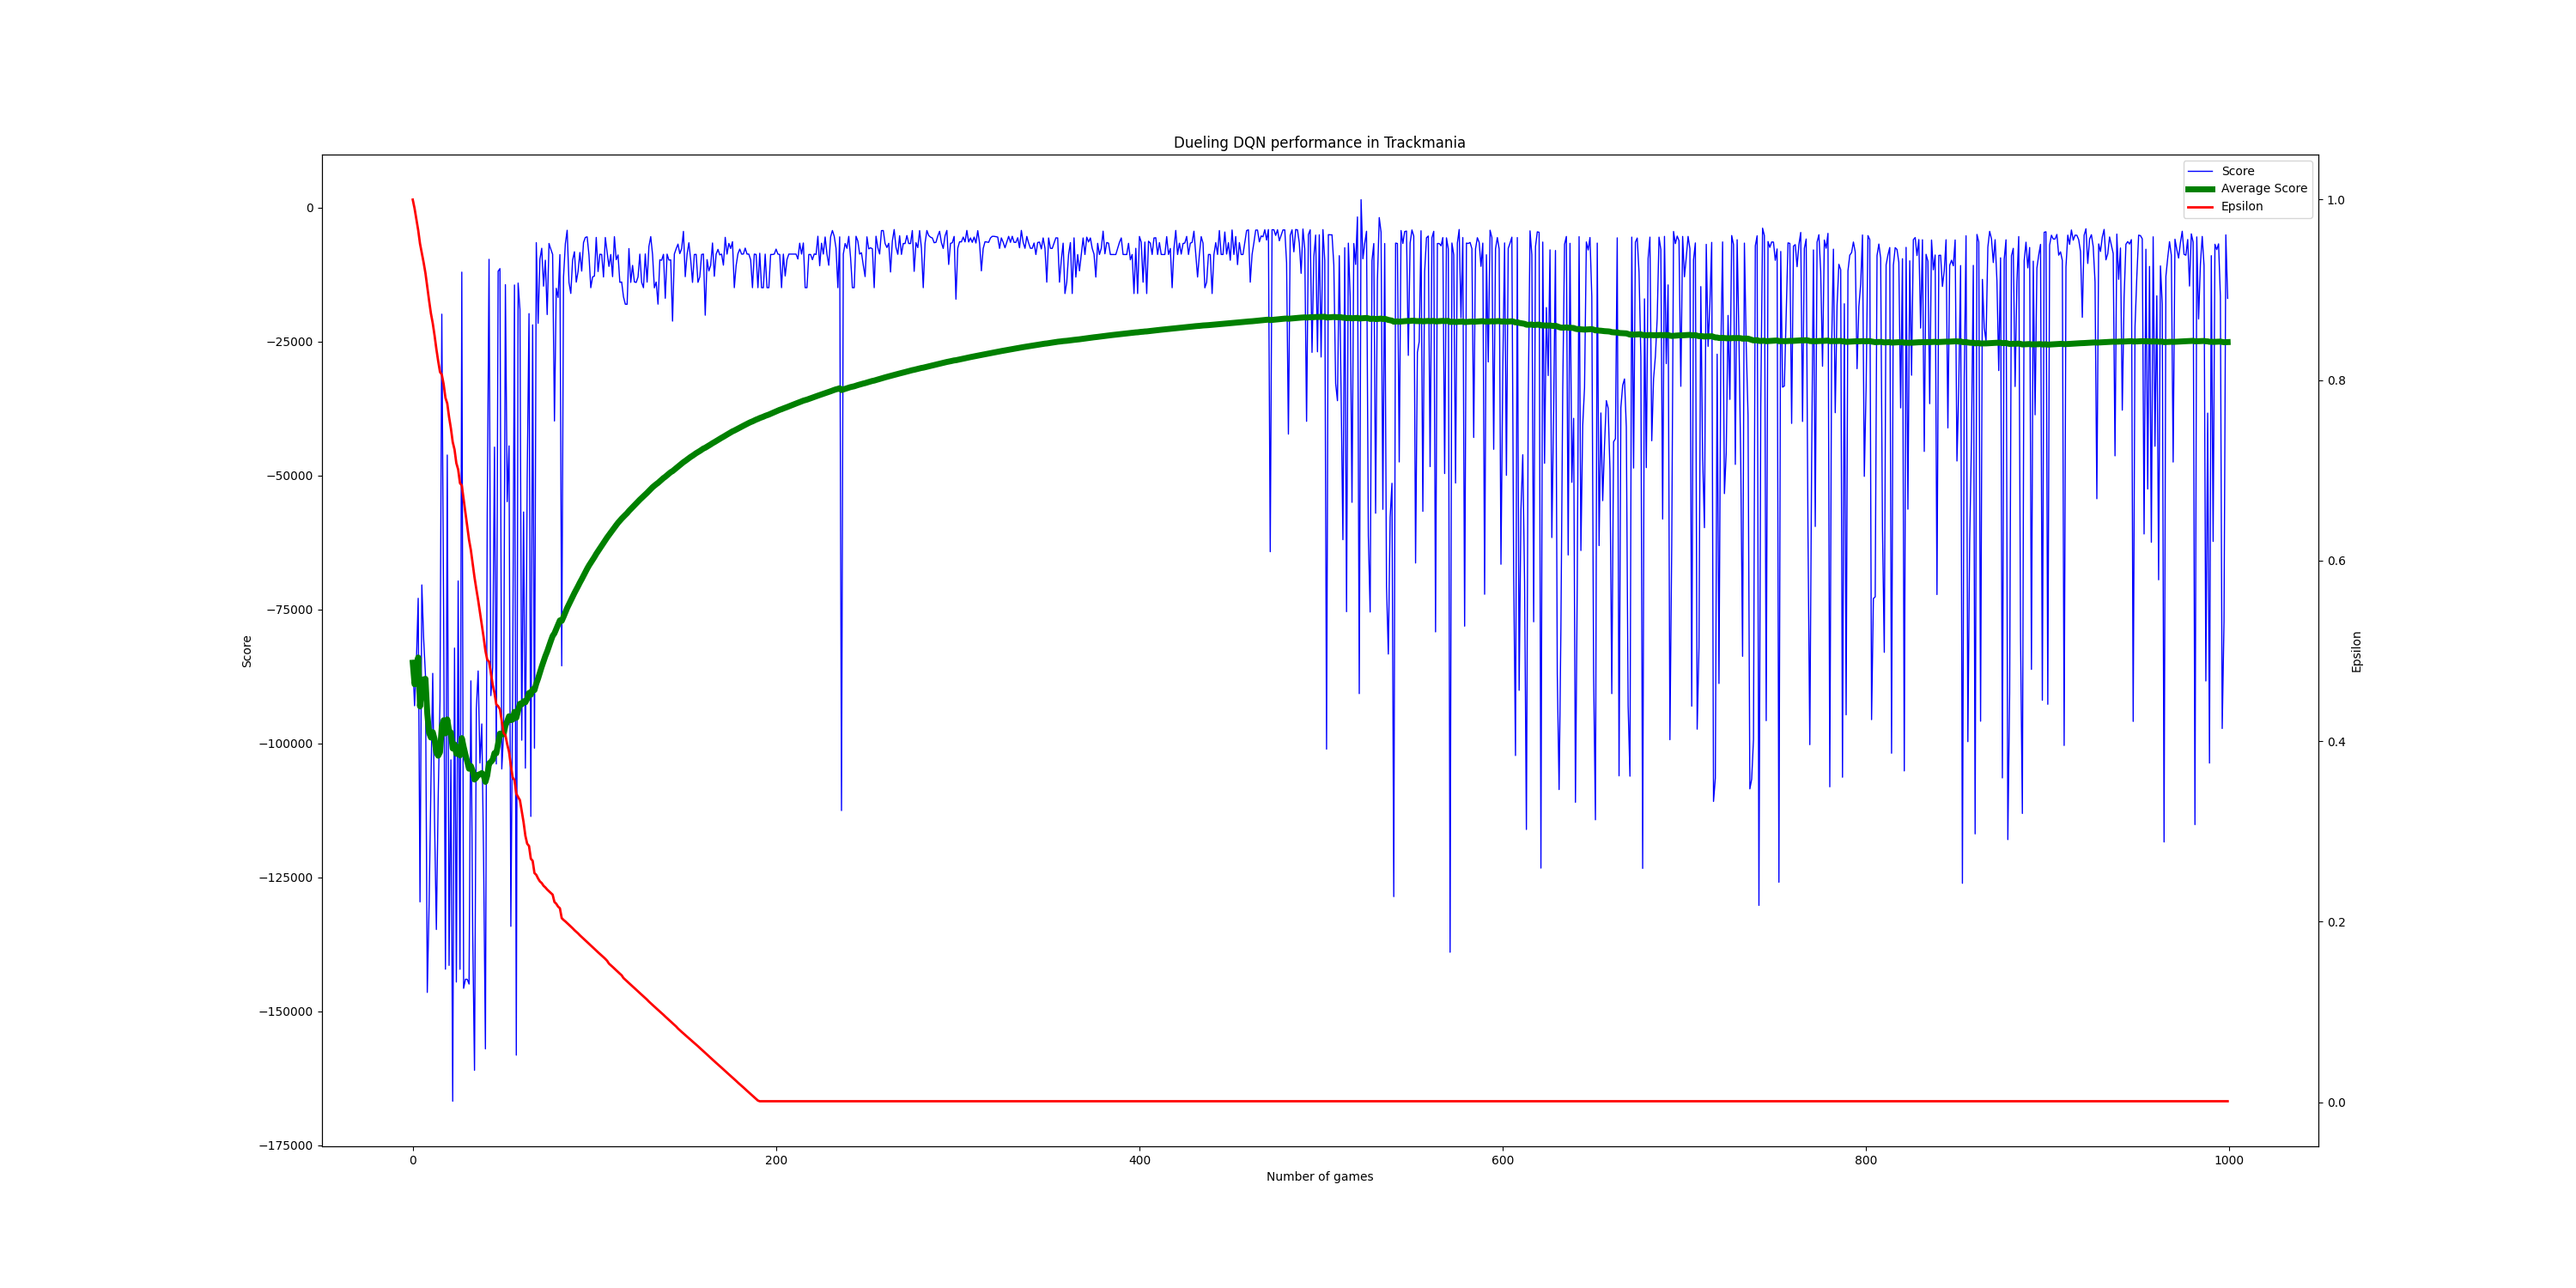 Dueling DQN performance in Trackmania
Score
Average Score
Epsilon
0
−25000
−50000
−75000
−100000
−125000
−150000
−175000
Score
1.0
0.8
0.6
0.4
0.2
0.0
Epsilon
0 200 400 600 800 1000
Number of games